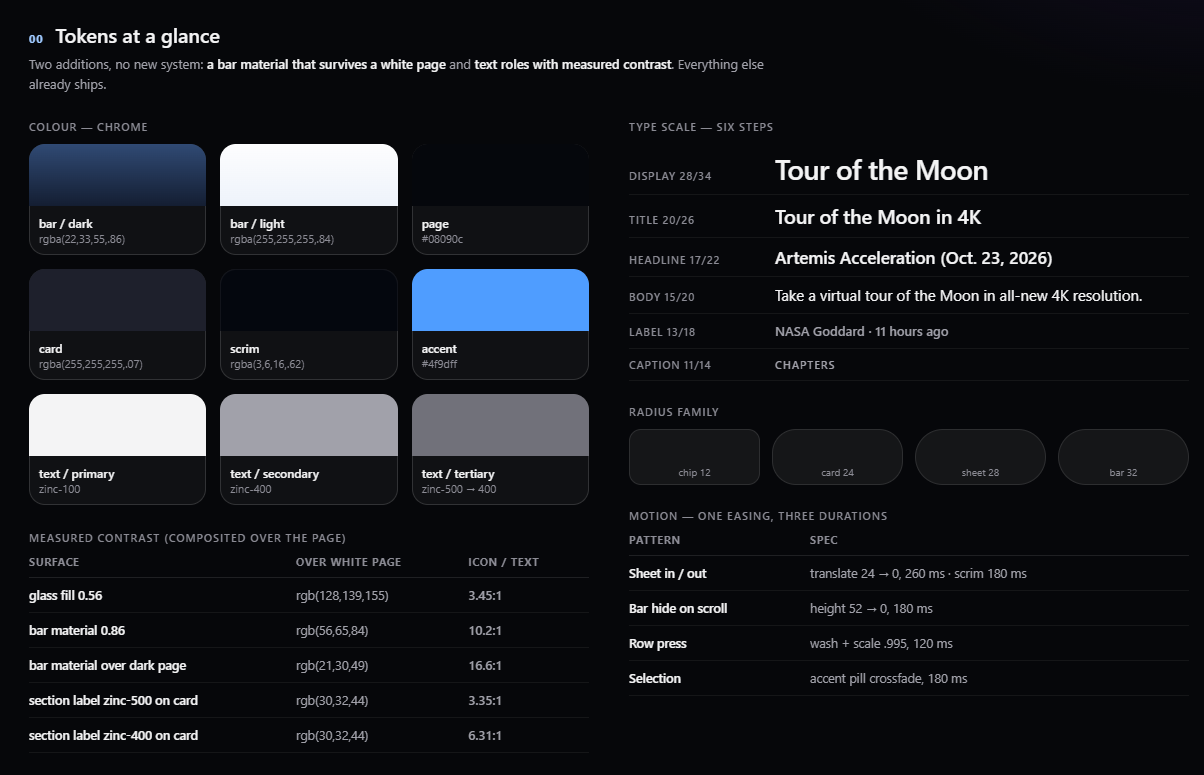 00 Tokens at a glance
Two additions, no new system: a bar material that survives a white page and text roles with measured contrast. Everything else
already ships.
COLOUR — CHROME
bar / dark
rgba(22,33,55,.86)
bar / light
rgba(255,255,255,.84)
page
#08090c
card
rgba(255,255,255,.07)
scrim
rgba(3,6,16,.62)
accent
#4f9dff
text / primary
zinc-100
text / secondary
zinc-400
text / tertiary
zinc-500 → 400
MEASURED CONTRAST (COMPOSITED OVER THE PAGE)
SURFACE OVER WHITE PAGE ICON / TEXT
glass fill 0.56 rgb(128,139,155) 3.45:1
bar material 0.86 rgb(56,65,84) 10.2:1
bar material over dark page rgb(21,30,49) 16.6:1
section label zinc-500 on card rgb(30,32,44) 3.35:1
section label zinc-400 on card rgb(30,32,44) 6.31:1
TYPE SCALE — SIX STEPS
DISPLAY 28/34 Tour of the Moon
TITLE 20/26 Tour of the Moon in 4K
HEADLINE 17/22 Artemis Acceleration (Oct. 23, 2026)
BODY 15/20 Take a virtual tour of the Moon in all-new 4K resolution.
LABEL 13/18 NASA Goddard · 11 hours ago
CAPTION 11/14 CHAPTERS
RADIUS FAMILY
chip 12
card 24
sheet 28
bar 32
MOTION — ONE EASING, THREE DURATIONS
PATTERN SPEC
Sheet in / out translate 24 → 0, 260 ms · scrim 180 ms
Bar hide on scroll height 52 → 0, 180 ms
Row press wash + scale .995, 120 ms
Selection accent pill crossfade, 180 ms